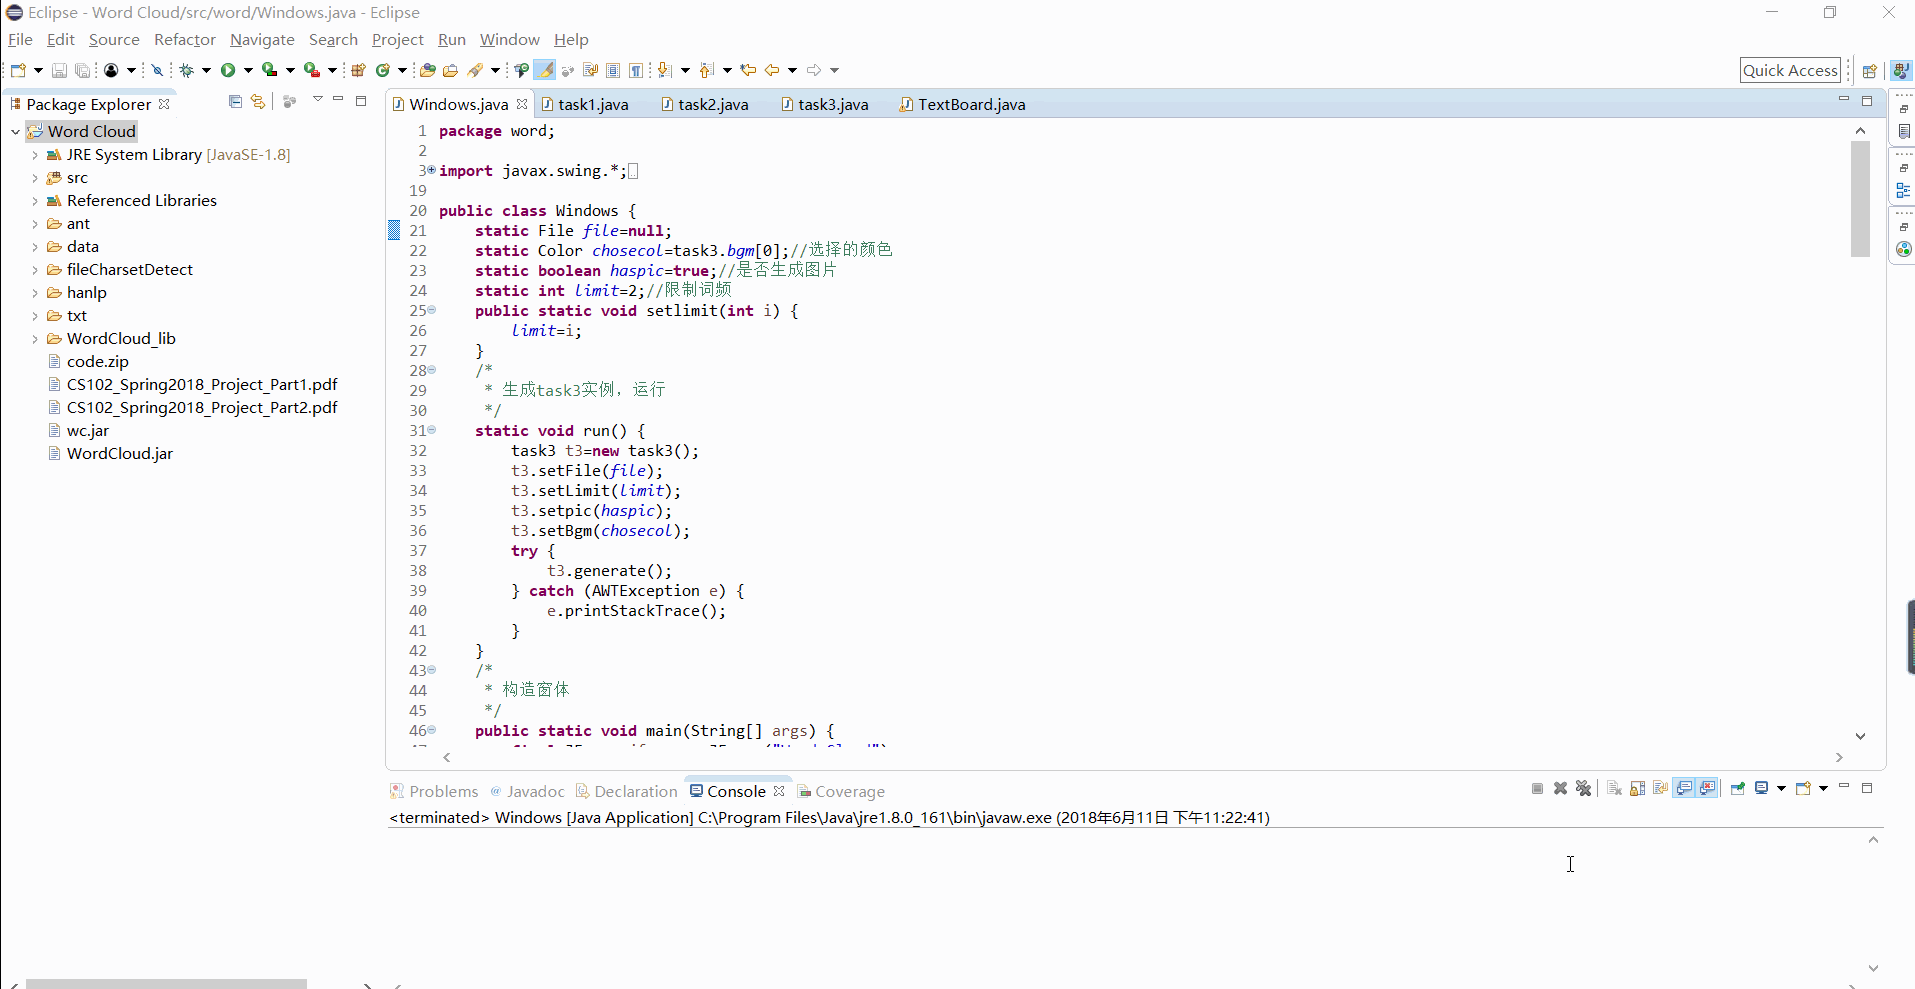 Eclipse - Word Cloud/src/word/Windows.java - Eclipse
File Edit Source Refactor Navigate Search Project Run Window Help
Quick Access
Package Explorer
Word Cloud
JRE System Library [JavaSE-1.8]
src
Referenced Libraries
ant
data
fileCharsetDetect
hanlp
txt
WordCloud_lib
code.zip
CS102_Spring2018_Project_Part1.pdf
CS102_Spring2018_Project_Part2.pdf
wc.jar
WordCloud.jar
Windows.java task1.java task2.java task3.java TextBoard.java
1 package word;
2
3 import javax.swing.*;
19
20 public class Windows {
21 static File file=null;
22 static Color chosecol=task3.bgm[0];//选择的颜色
23 static boolean haspic=true;//是否生成图片
24 static int limit=2;//限制词频
25 public static void setlimit(int i) {
26 limit=i;
27 }
28 /*
29 * 生成task3实例，运行
30 */
31 static void run() {
32 task3 t3=new task3();
33 t3.setFile(file);
34 t3.setLimit(limit);
35 t3.setpic(haspic);
36 t3.setBgm(chosecol);
37 try {
38 t3.generate();
39 } catch (AWTException e) {
40 e.printStackTrace();
41 }
42 }
43 /*
44 * 构造窗体
45 */
46 public static void main(String[] args) {
Problems Javadoc Declaration Console Coverage
<terminated> Windows [Java Application] C:\Program Files\Java\jre1.8.0_161\bin\javaw.exe (2018年6月11日 下午11:22:41)